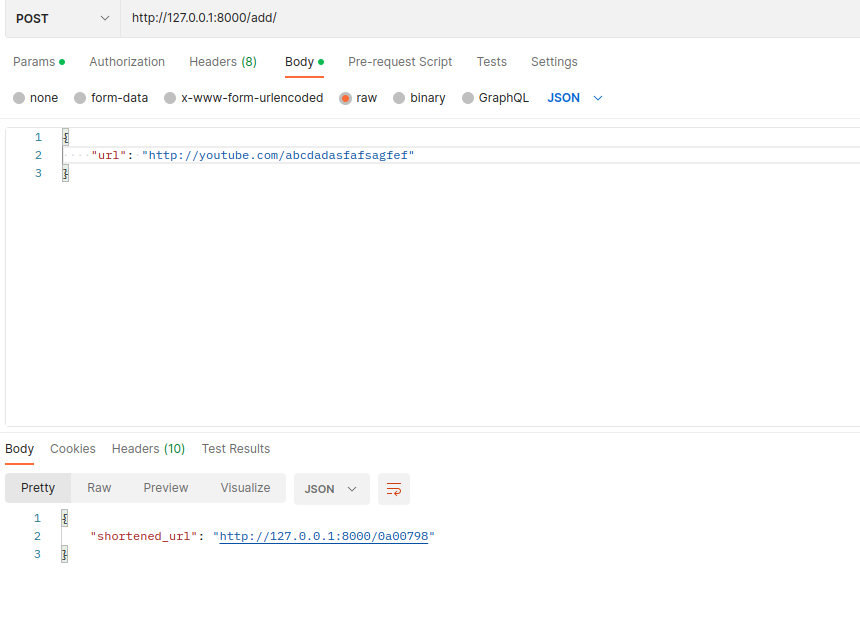 POST http://127.0.0.1:8000/add/
Params Authorization Headers (8) Body Pre-request Script Tests Settings
none form-data x-www-form-urlencoded raw binary GraphQL JSON
1 {
2 "url": "http://youtube.com/abcdadasfafsagfef"
3 }
Body Cookies Headers (10) Test Results
Pretty Raw Preview Visualize JSON
1 {
2 "shortened_url": "http://127.0.0.1:8000/0a00798"
3 }